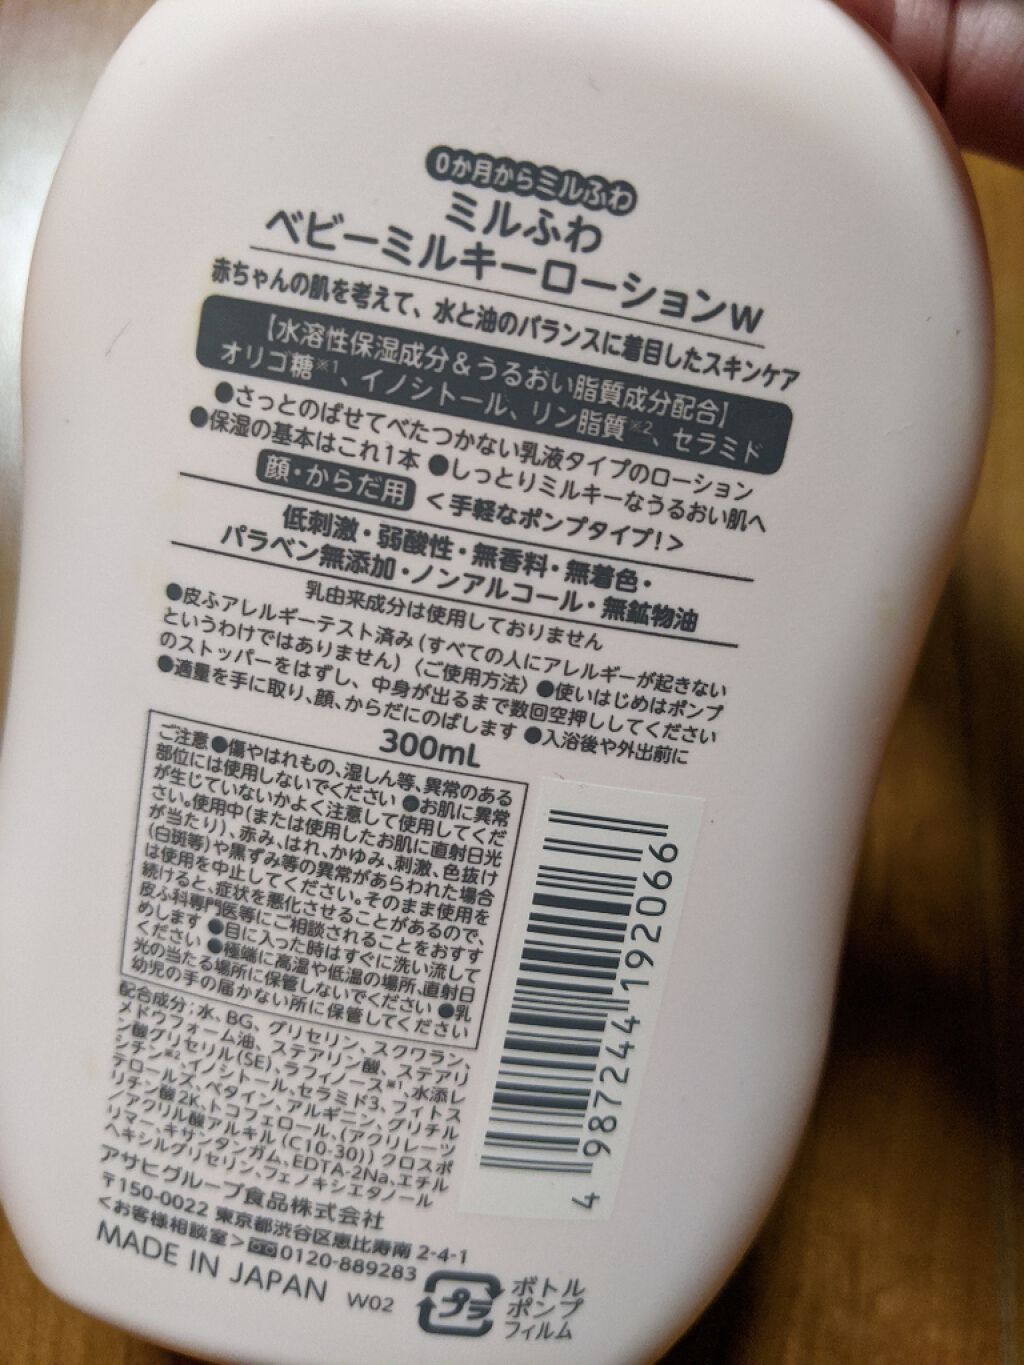 0か月からミルふわ
ミルふわ
ベビーミルキーローションW
赤ちゃんの肌を考えて、水と油のバランスに着目したスキンケア
【水溶性保湿成分＆うるおい脂質成分配合】
オリゴ糖※1、イノシトール、リン脂質※2、セラミド
●さっとのばせてべたつかない乳液タイプのローション
●保湿の基本はこれ1本 ●しっとりミルキーなうるおい肌へ
顔・からだ用 ＜手軽なポンプタイプ！＞
低刺激・弱酸性・無香料・無着色・
パラベン無添加・ノンアルコール・無鉱物油
乳由来成分は使用しておりません
●皮ふアレルギーテスト済み（すべての人にアレルギーが起きない
というわけではありません）〈ご使用方法〉●使いはじめはポンプ
のストッパーをはずし、中身が出るまで数回空押ししてください
●適量を手に取り、顔、からだにのばします ●入浴後や外出前に
300mL
ご注意●傷やはれもの、湿しん等、異常のある
部位には使用しないでください ●お肌に異常
が生じていないかよく注意して使用してくだ
さい。使用中（または使用したお肌に直射日光
が当たり）、赤み、はれ、かゆみ、刺激、色抜け
（白斑等）や黒ずみ等の異常があらわれた場合
は使用を中止してください。そのまま使用を
続けると、症状を悪化させることがあるので、
皮ふ科専門医等にご相談されることをおすす
めします ●目に入った時はすぐに洗い流して
ください ●極端に高温や低温の場所、直射日
光の当たる場所に保管しないでください ●乳
幼児の手の届かない所に保管してください
配合成分：水、BG、グリセリン、スクワラン、
メドウフォーム油、ステアリン酸、ステアリ
ン酸グリセリル（SE）、ラフィノース※1、水添レ
シチン※2、イノシトール、セラミド3、フィトス
テロールズ、ベタイン、アルギニン、グリチル
リチン酸2K、トコフェロール、（アクリレーツ
／アクリル酸アルキル（C10-30））クロスポ
リマー、キサンタンガム、EDTA-2Na、エチル
ヘキシルグリセリン、フェノキシエタノール
アサヒグループ食品株式会社
〒150-0022 東京都渋谷区恵比寿南 2-4-1
＜お客様相談室＞ 0120-889283
MADE IN JAPAN W02
プラ
ボトル
ポンプ
フィルム
4 987244 192066